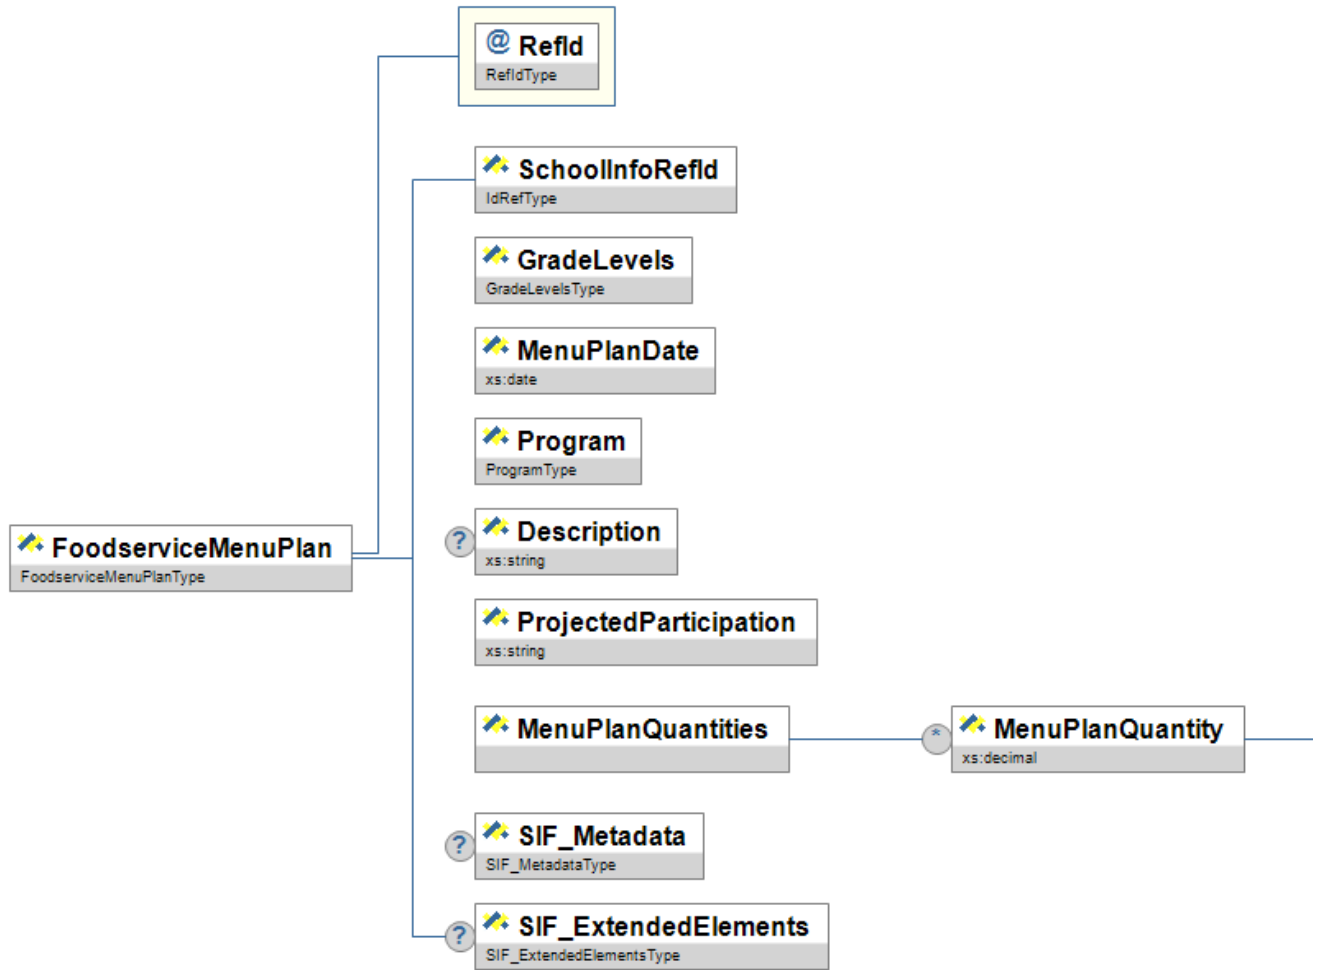 @ RefId
RefIdType
SchoolInfoRefId
IdRefType
GradeLevels
GradeLevelsType
MenuPlanDate
xs:date
Program
ProgramType
FoodserviceMenuPlan
FoodserviceMenuPlanType
? Description
xs:string
ProjectedParticipation
xs:string
MenuPlanQuantities
* MenuPlanQuantity
xs:decimal
? SIF_Metadata
SIF_MetadataType
? SIF_ExtendedElements
SIF_ExtendedElementsType